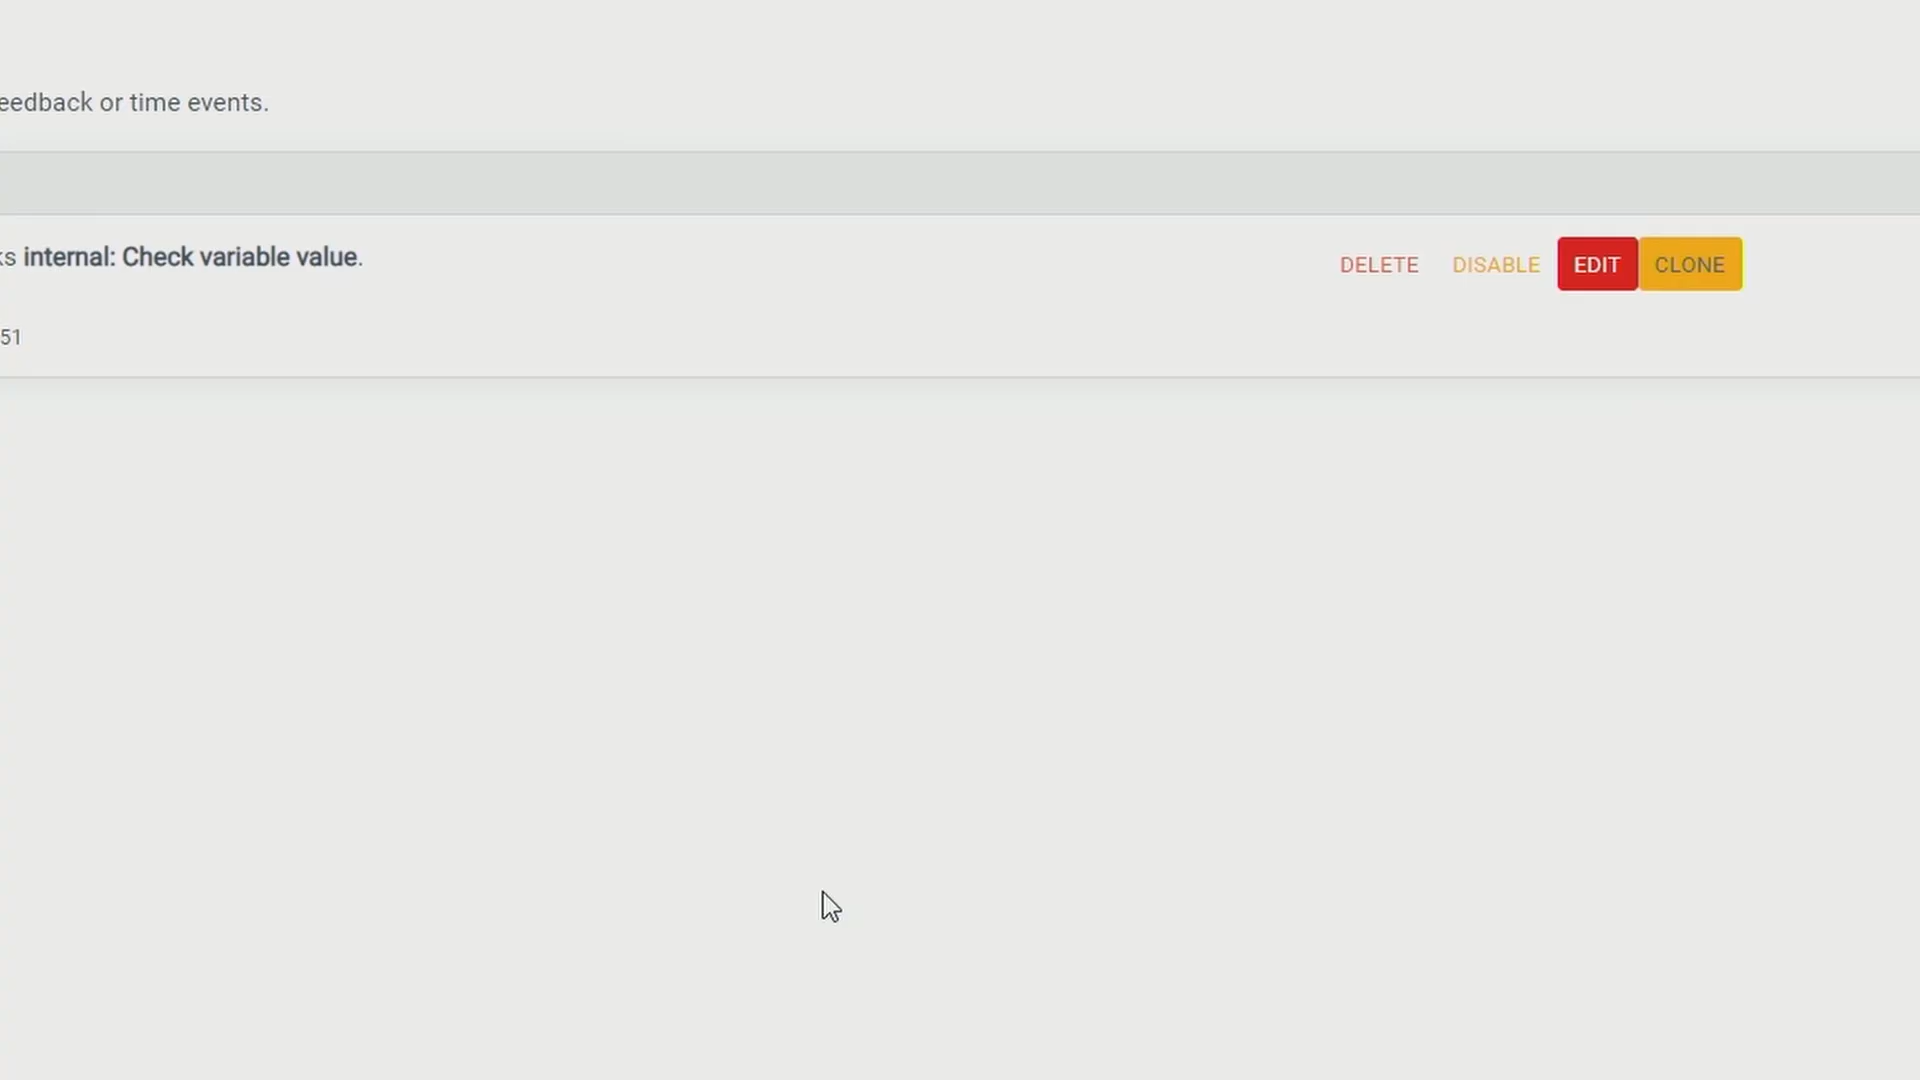 eedback or time events.
ks internal: Check variable value.
DELETE DISABLE EDIT CLONE
51